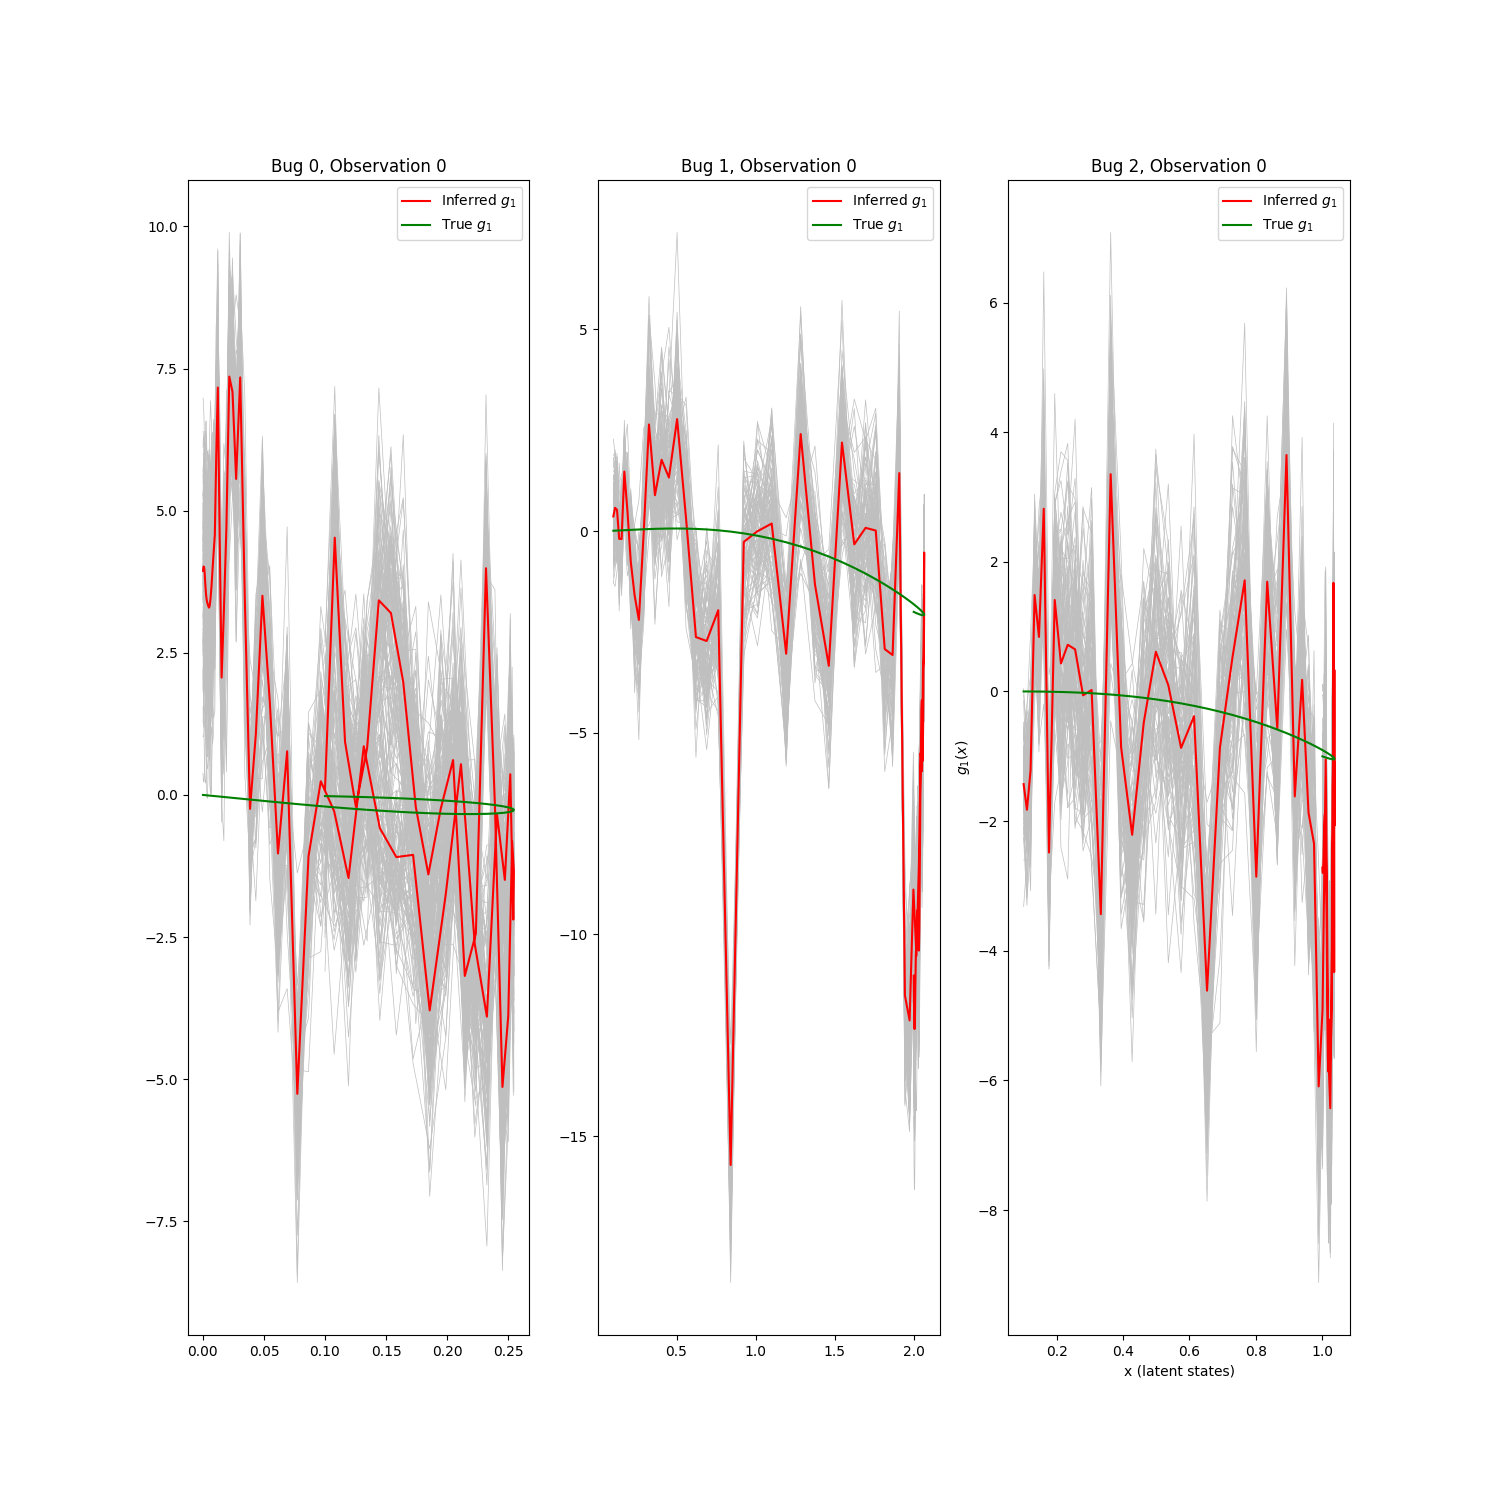 Bug 0, Observation 0
Inferred g₁
True g₁
10.0
7.5
5.0
2.5
0.0
−2.5
−5.0
−7.5
0.00 0.05 0.10 0.15 0.20 0.25
Bug 1, Observation 0
Inferred g₁
True g₁
5
0
−5
−10
−15
0.5 1.0 1.5 2.0
Bug 2, Observation 0
Inferred g₁
True g₁
g₁(x)
6
4
2
0
−2
−4
−6
−8
0.2 0.4 0.6 0.8 1.0
x (latent states)